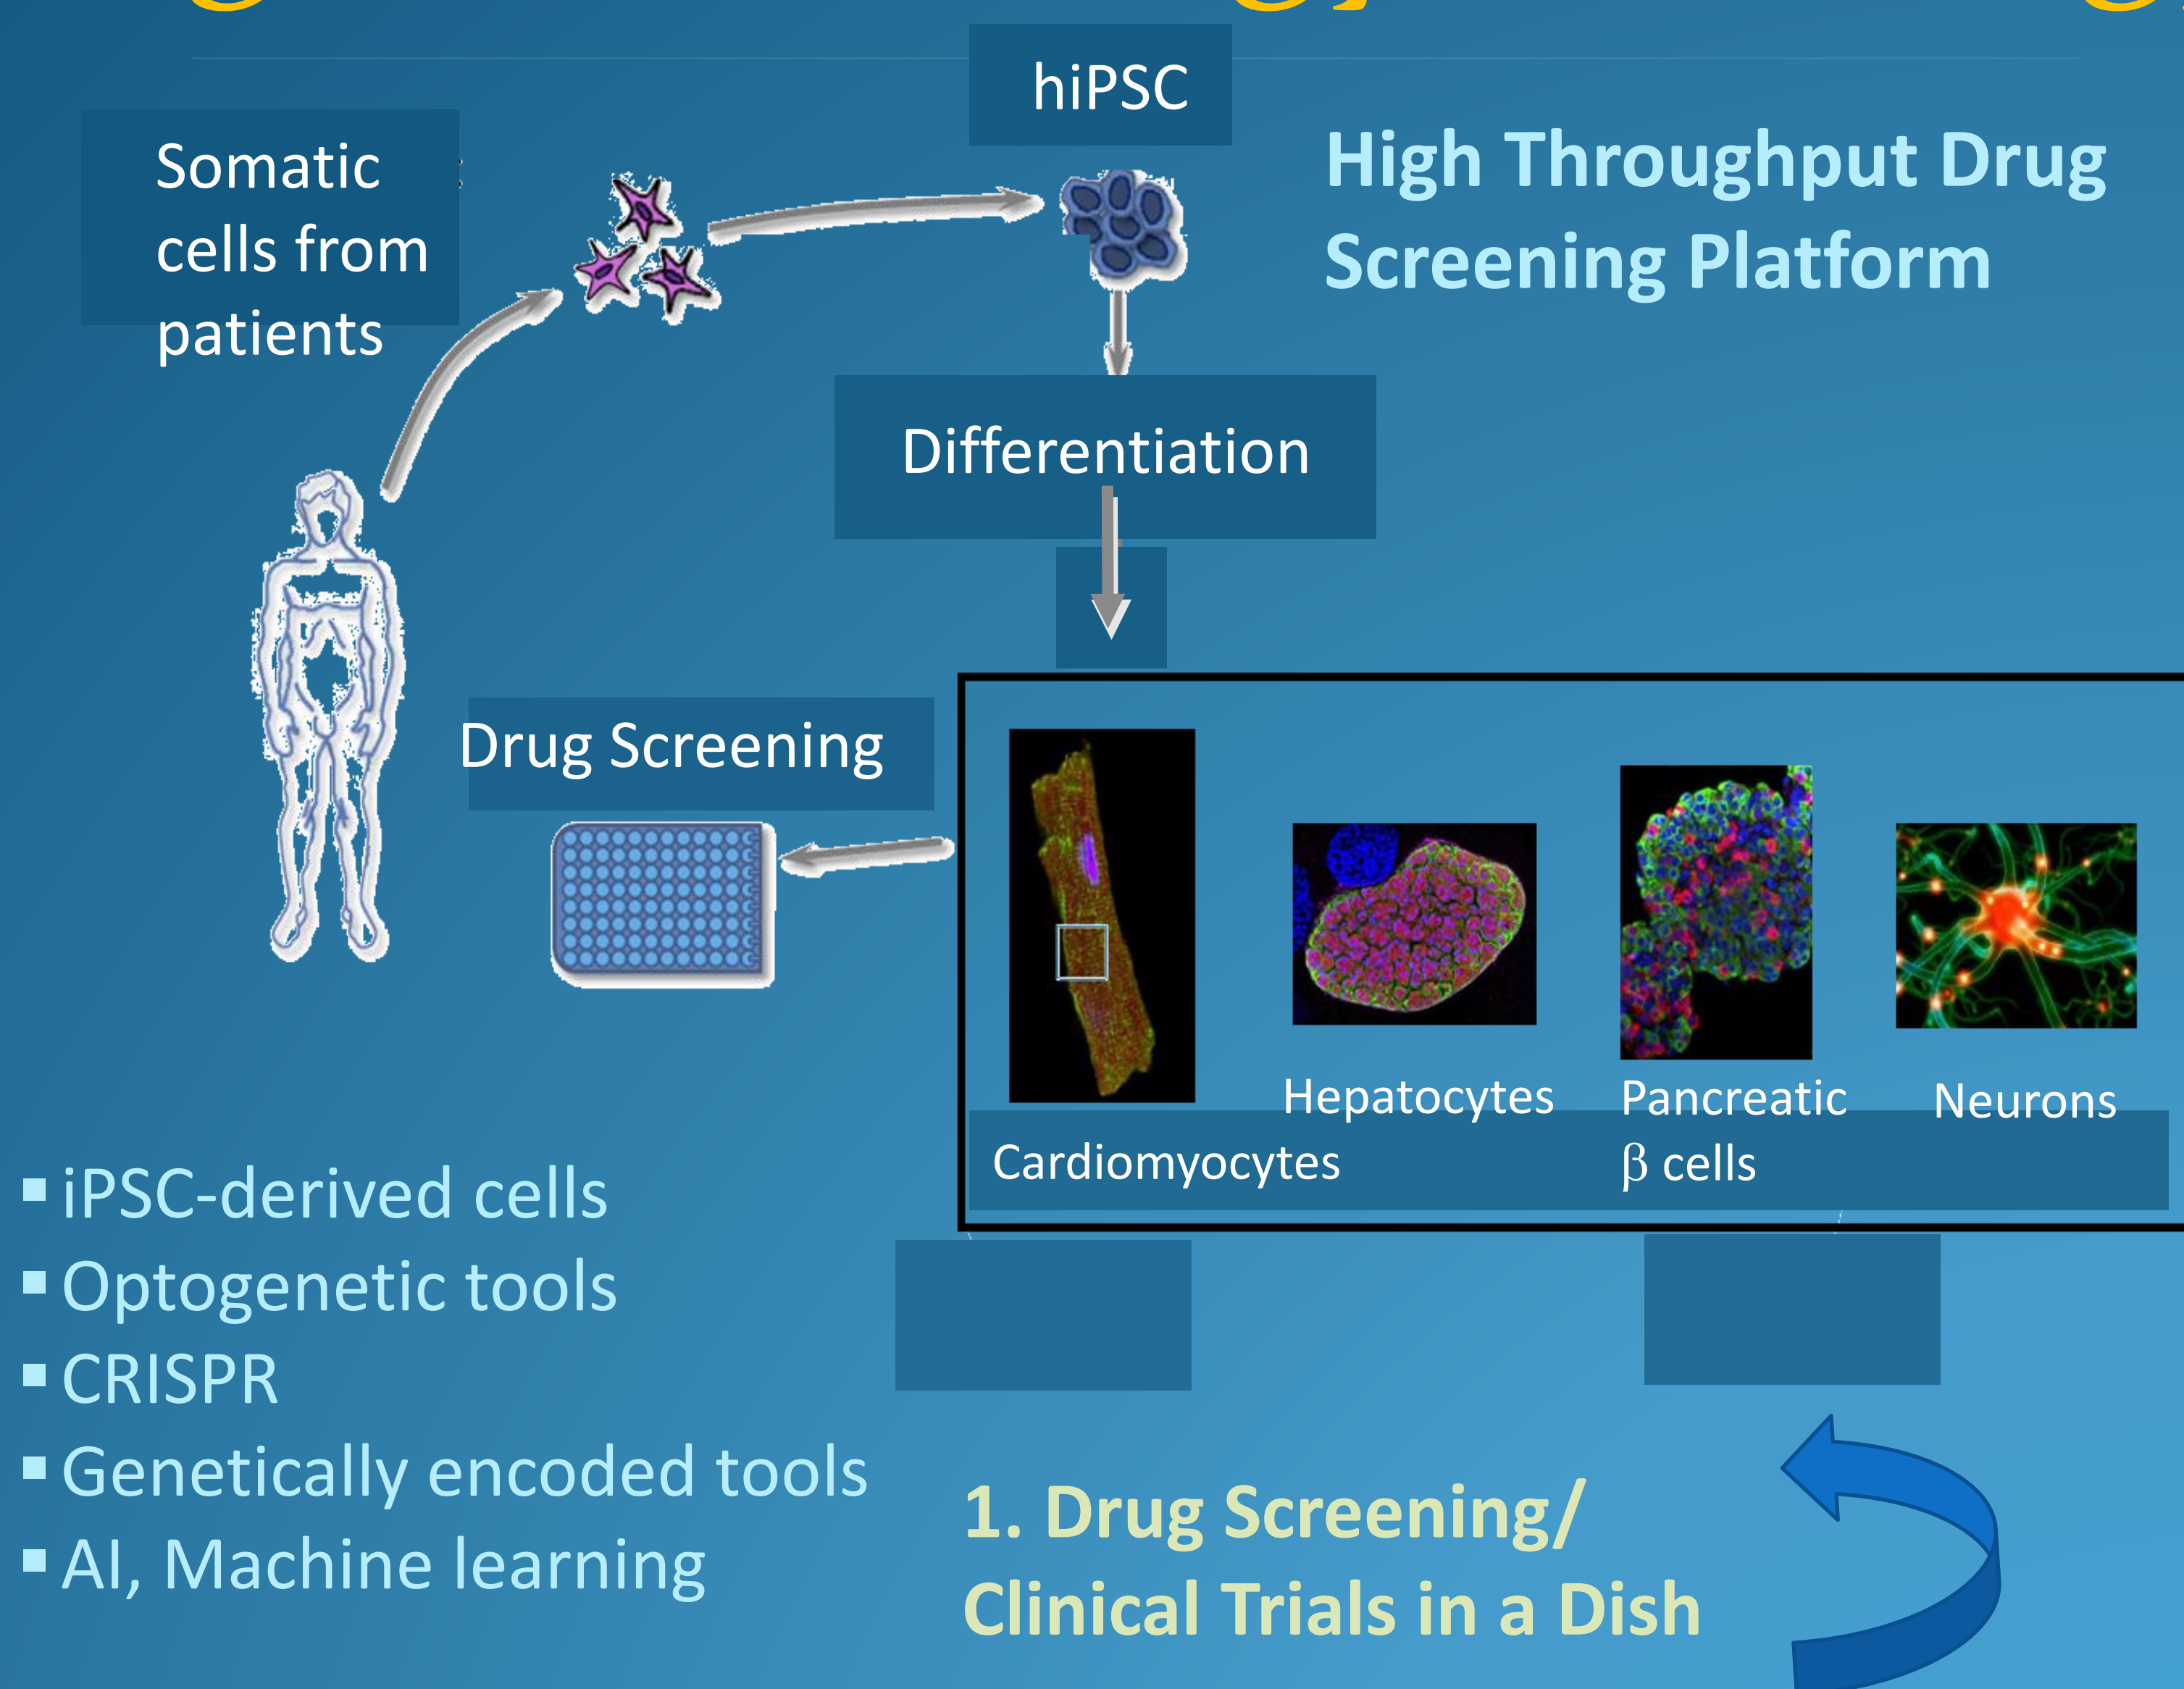 hiPSC
Somatic
cells from
patients
High Throughput Drug
Screening Platform
Differentiation
Drug Screening
Hepatocytes
Pancreatic
β cells
Neurons
Cardiomyocytes
▪ iPSC-derived cells
▪ Optogenetic tools
▪ CRISPR
▪ Genetically encoded tools
▪ AI, Machine learning
1. Drug Screening/
Clinical Trials in a Dish